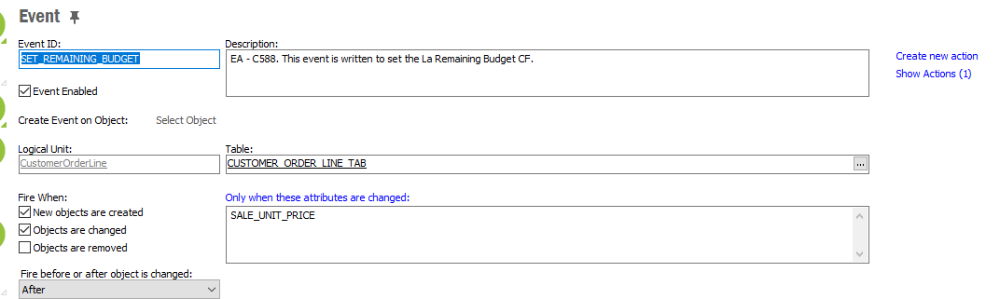 Event
Event ID:
Description:
SET_REMAINING_BUDGET
EA - C588. This event is written to set the La Remaining Budget CF.
Create new action
Show Actions (1)
Event Enabled
Create Event on Object:
Select Object
Logical Unit:
Table:
CustomerOrderLine
CUSTOMER_ORDER_LINE_TAB
...
Fire When:
Only when these attributes are changed:
New objects are created
SALE_UNIT_PRICE
Objects are changed
Objects are removed
Fire before or after object is changed:
After